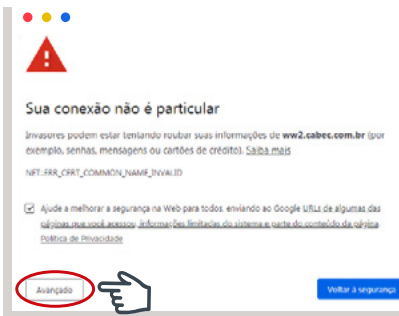 Sua conexão não é particular
Invasores podem estar tentando roubar suas informações de ww2.cabec.com.br (por
exemplo, senhas, mensagens ou cartões de crédito). Saiba mais
NET::ERR_CERT_COMMON_NAME_INVALID
Ajude a melhorar a segurança na Web para todos, enviando ao Google URLs de algumas das
páginas que você acessou, informações limitadas do sistema e parte do conteúdo da página.
Política de Privacidade
Avançado
Voltar à segurança